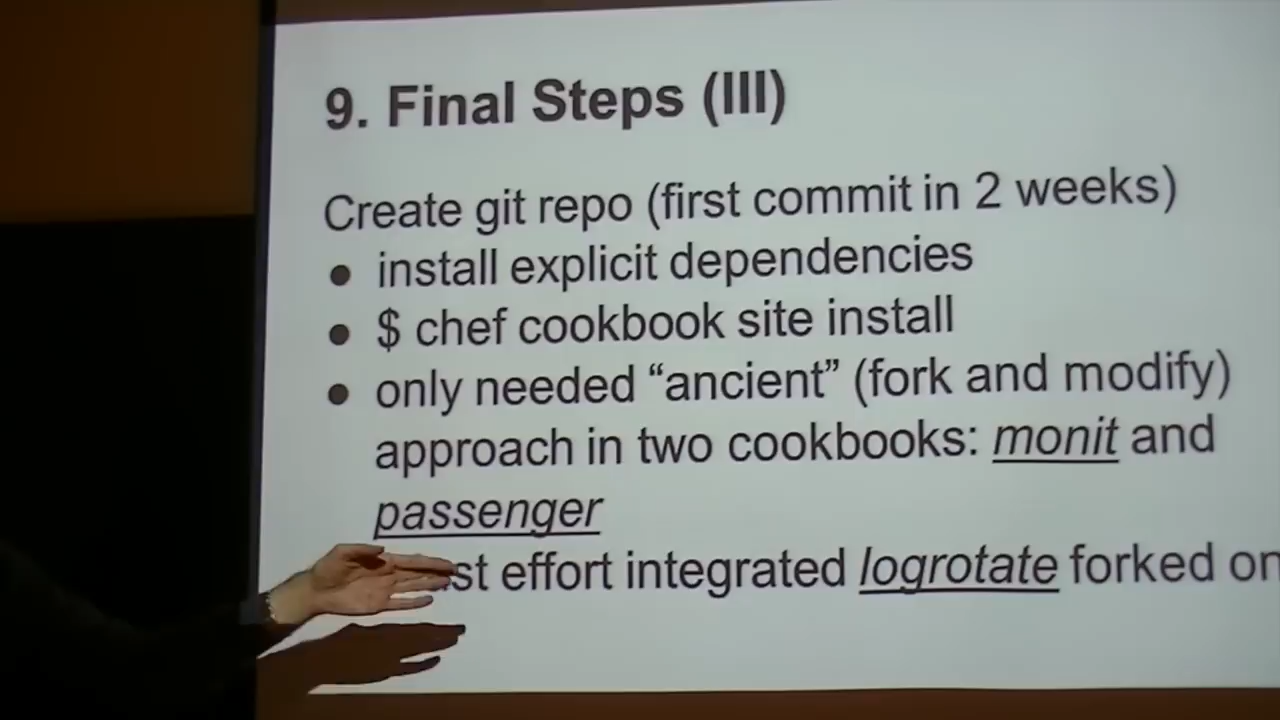 9. Final Steps (III)
Create git repo (first commit in 2 weeks)
● install explicit dependencies
● $ chef cookbook site install
● only needed “ancient” (fork and modify)
approach in two cookbooks: monit and
passenger
effort integrated logrotate forked on